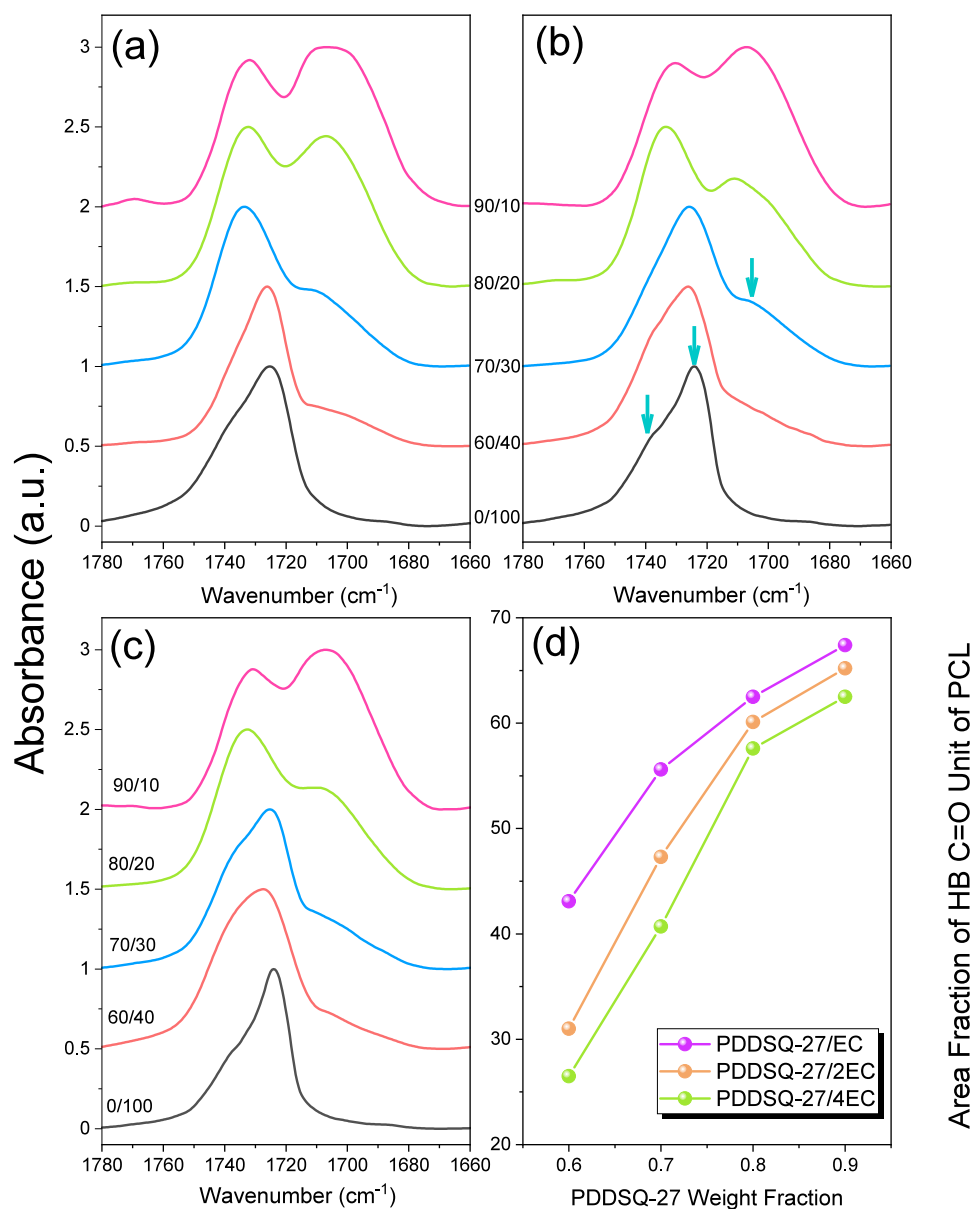 Absorbance (a.u.)
(a)
3
2.5
2
1.5
1
0.5
0
1780 1760 1740 1720 1700 1680 1660
Wavenumber (cm-1)
90/10
80/20
70/30
60/40
0/100
(b)
1780 1760 1740 1720 1700 1680 1660
Wavenumber (cm-1)
(c)
3
2.5
2
1.5
1
0.5
0
90/10
80/20
70/30
60/40
0/100
1780 1760 1740 1720 1700 1680 1660
Wavenumber (cm-1)
(d)
70
60
50
40
30
20
PDDSQ-27/EC
PDDSQ-27/2EC
PDDSQ-27/4EC
0.6 0.7 0.8 0.9
PDDSQ-27 Weight Fraction
Area Fraction of HB C=O Unit of PCL